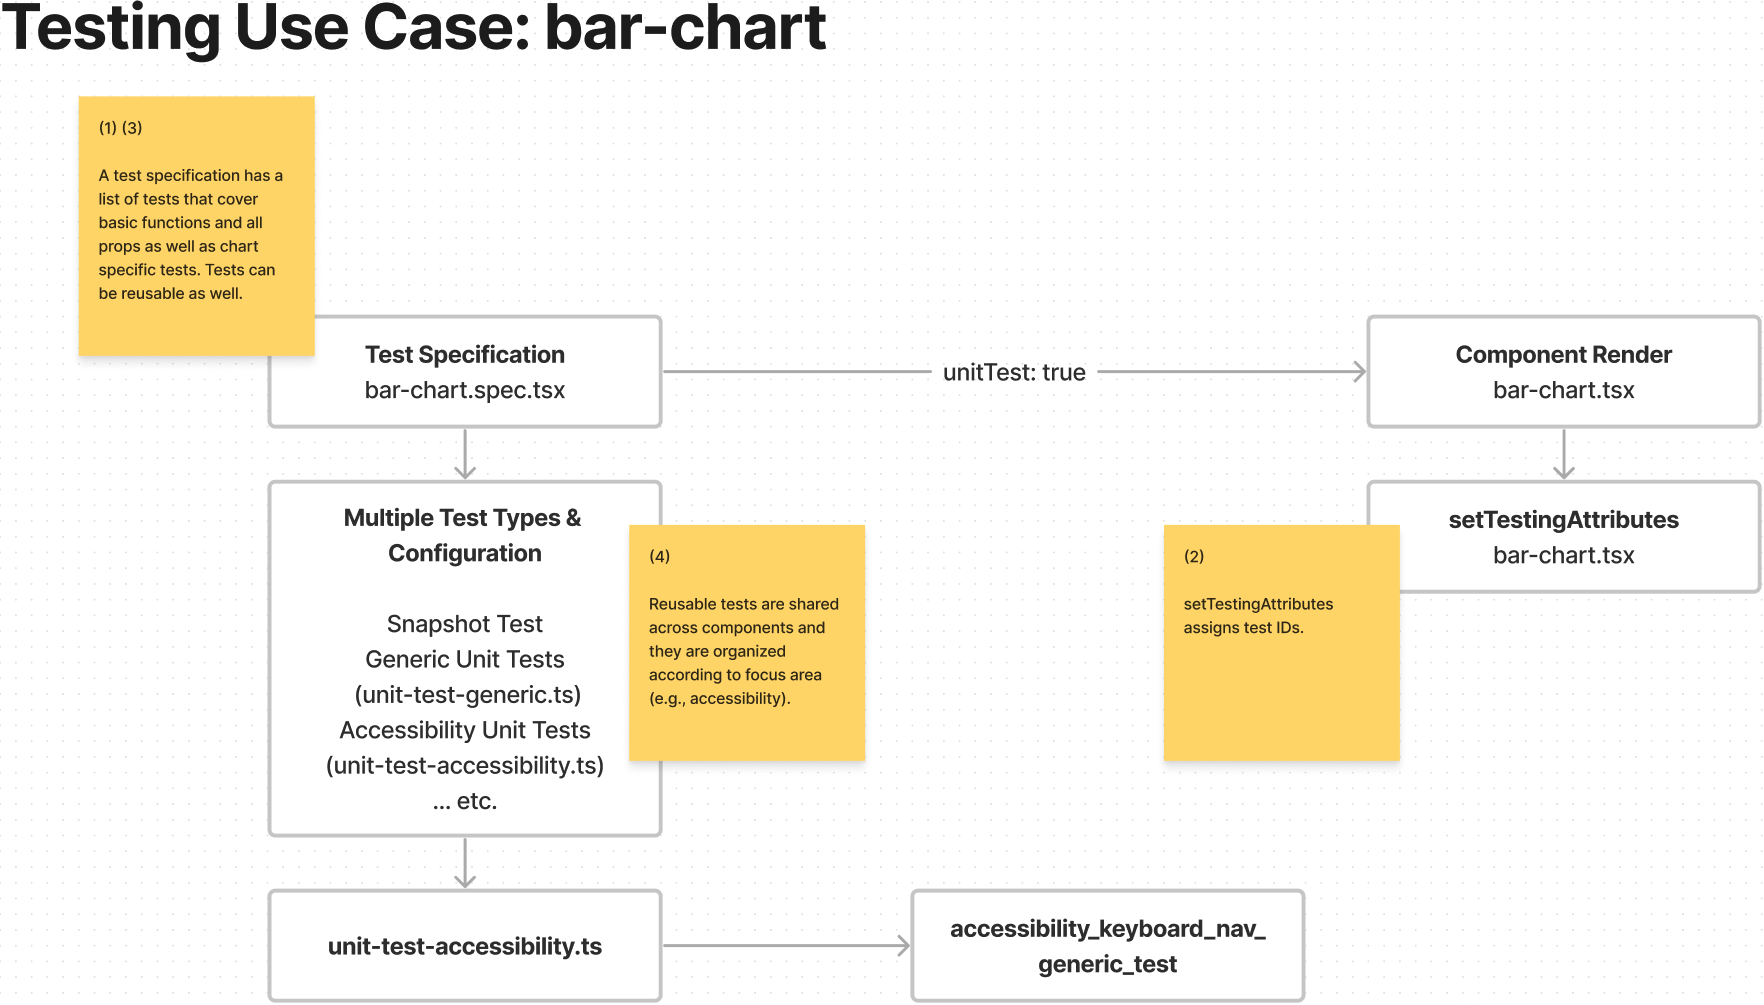 Testing Use Case: bar-chart
(1) (3)
A test specification has a
list of tests that cover
basic functions and all
props as well as chart
specific tests. Tests can
be reusable as well.
Test Specification
bar-chart.spec.tsx
unitTest: true
Component Render
bar-chart.tsx
Multiple Test Types &
Configuration
Snapshot Test
Generic Unit Tests
(unit-test-generic.ts)
Accessibility Unit Tests
(unit-test-accessibility.ts)
... etc.
(4)
Reusable tests are shared
across components and
they are organized
according to focus area
(e.g., accessibility).
(2)
setTestingAttributes
assigns test IDs.
setTestingAttributes
bar-chart.tsx
unit-test-accessibility.ts
accessibility_keyboard_nav_
generic_test